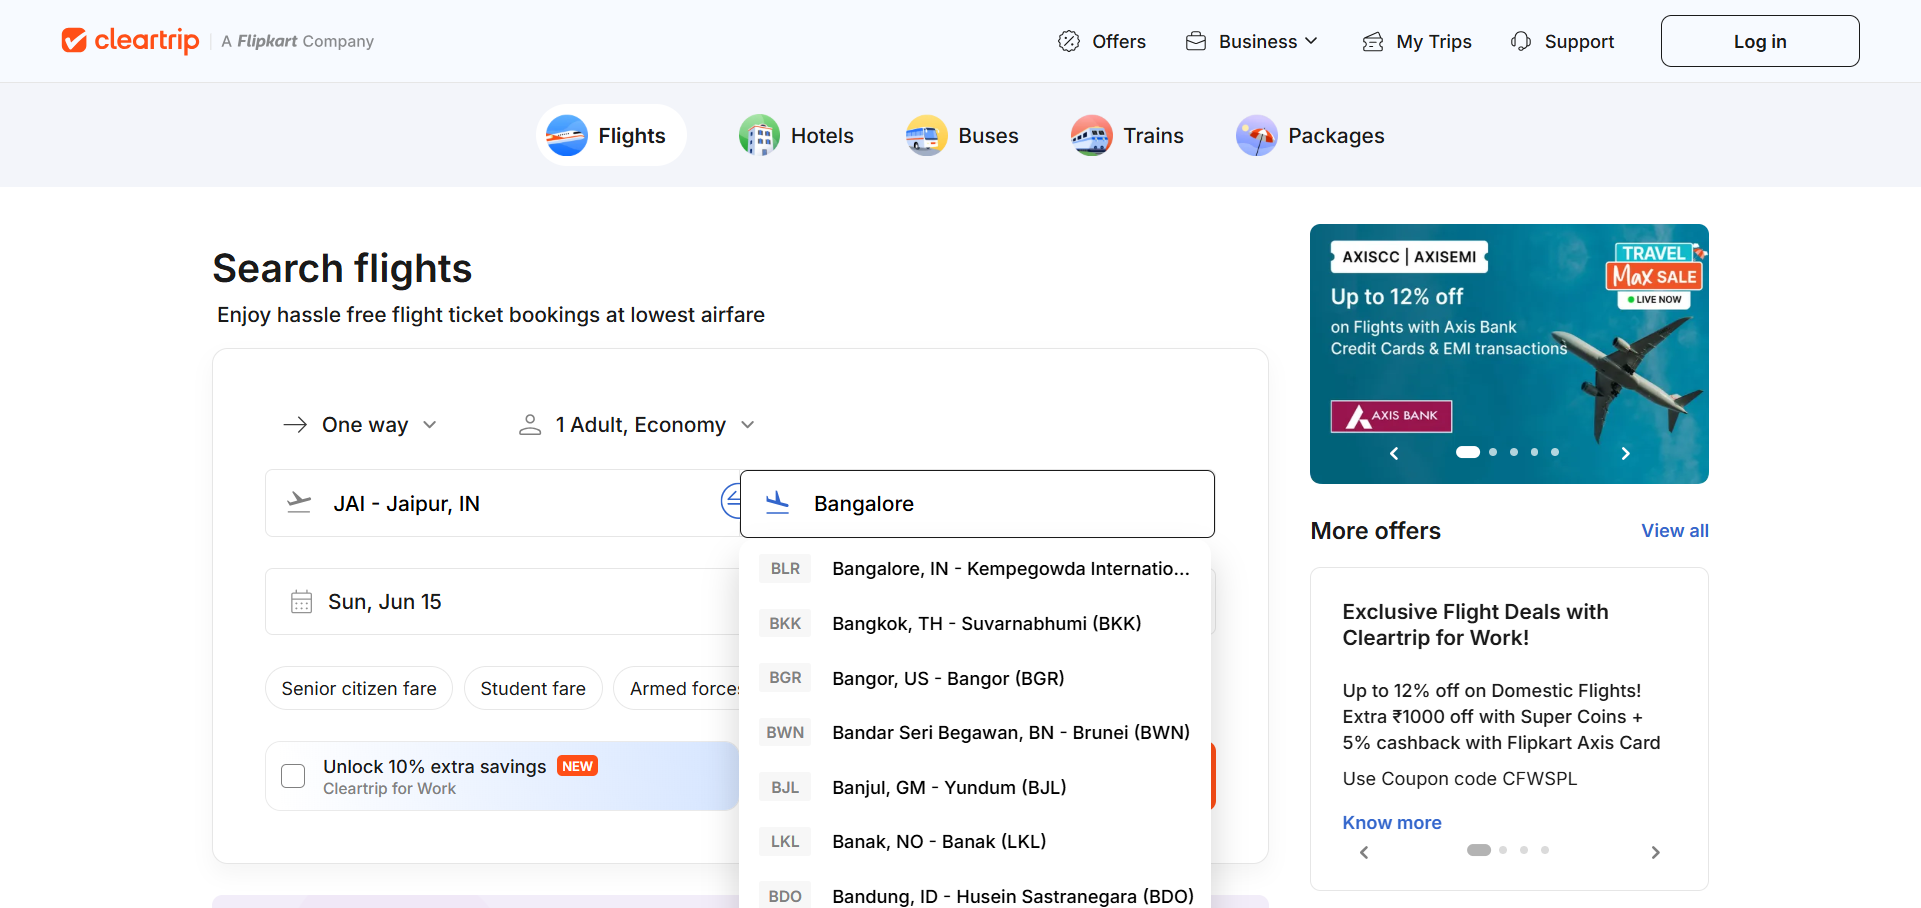 cleartrip A Flipkart Company
Offers
Business
My Trips
Support
Log in
Flights
Hotels
Buses
Trains
Packages
Search flights
Enjoy hassle free flight ticket bookings at lowest airfare
One way
1 Adult, Economy
JAI - Jaipur, IN
Bangalore
BLR Bangalore, IN - Kempegowda Internatio...
BKK Bangkok, TH - Suvarnabhumi (BKK)
BGR Bangor, US - Bangor (BGR)
BWN Bandar Seri Begawan, BN - Brunei (BWN)
BJL Banjul, GM - Yundum (BJL)
LKL Banak, NO - Banak (LKL)
BDO Bandung, ID - Husein Sastranegara (BDO)
Sun, Jun 15
Senior citizen fare
Student fare
Armed forces
Unlock 10% extra savings NEW
Cleartrip for Work
AXISCC | AXISEMI
TRAVEL
Max SALE
LIVE NOW
Up to 12% off
on Flights with Axis Bank
Credit Cards & EMI transactions
AXIS BANK
More offers
View all
Exclusive Flight Deals with
Cleartrip for Work!
Up to 12% off on Domestic Flights!
Extra ₹1000 off with Super Coins +
5% cashback with Flipkart Axis Card
Use Coupon code CFWSPL
Know more